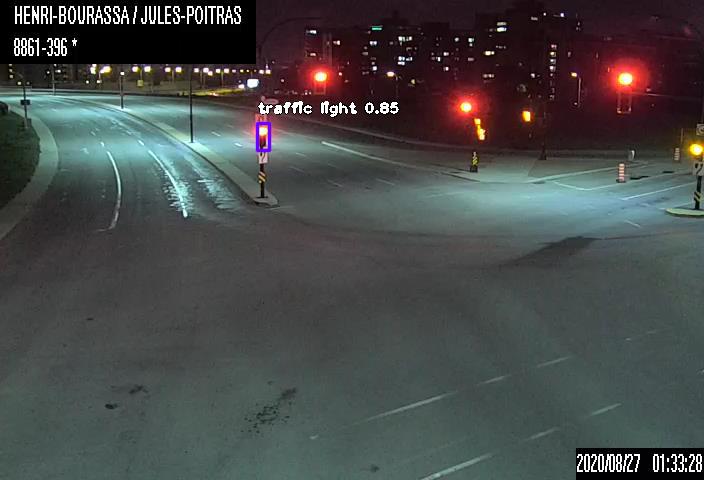 HENRI-BOURASSA / JULES-POITRAS
8861-396 *
traffic light 0.85
2020/08/27 01:33:28